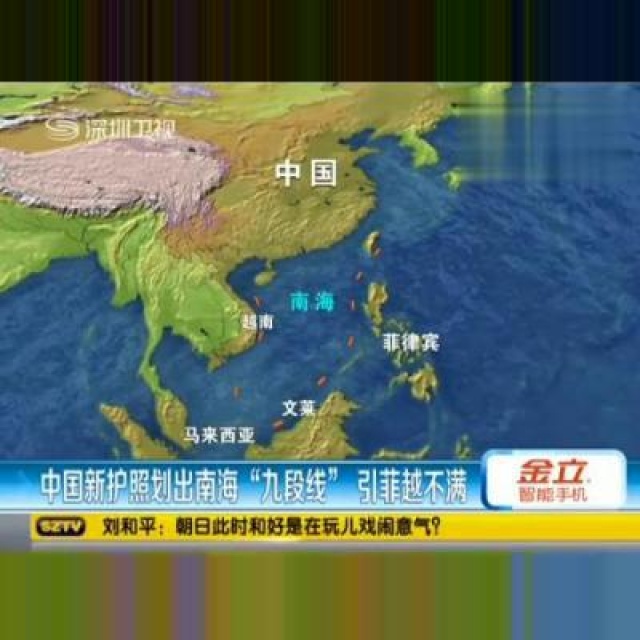 深圳卫视
中国
南海
越南
菲律宾
文莱
马来西亚
中国新护照划出南海“九段线” 引菲越不满
金立
智能手机
SZTV 刘和平：朝日此时和好是在玩儿戏闹意气？